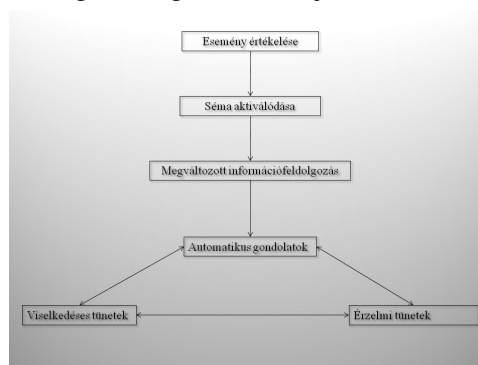 Esemény értékelése
Séma aktiválódása
Megváltozott információfeldolgozás
Automatikus gondolatok
Viselkedéses tünetek
Érzelmi tünetek